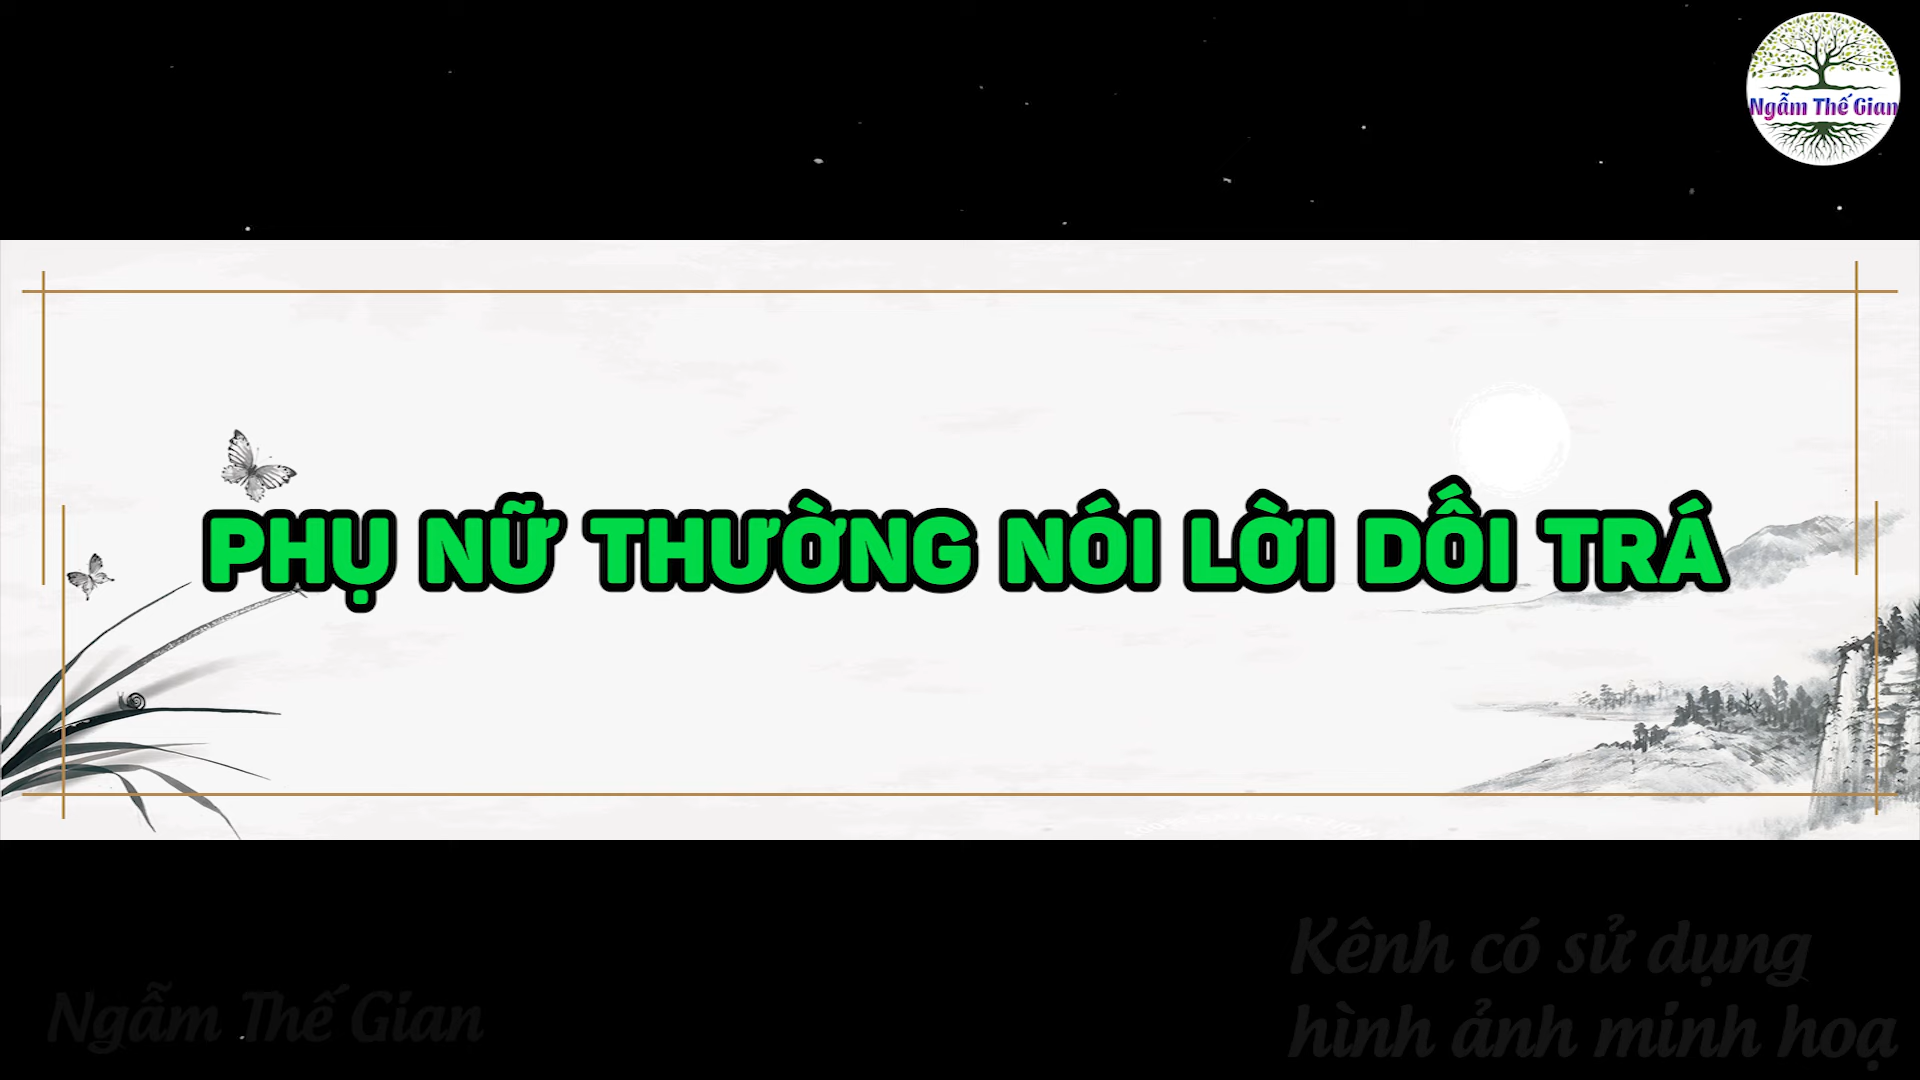 Ngẫm Thế Gian
PHỤ NỮ THƯỜNG NÓI LỜI DỐI TRÁ
Kênh có sử dụng
hình ảnh minh hoạ
Ngẫm Thế Gian